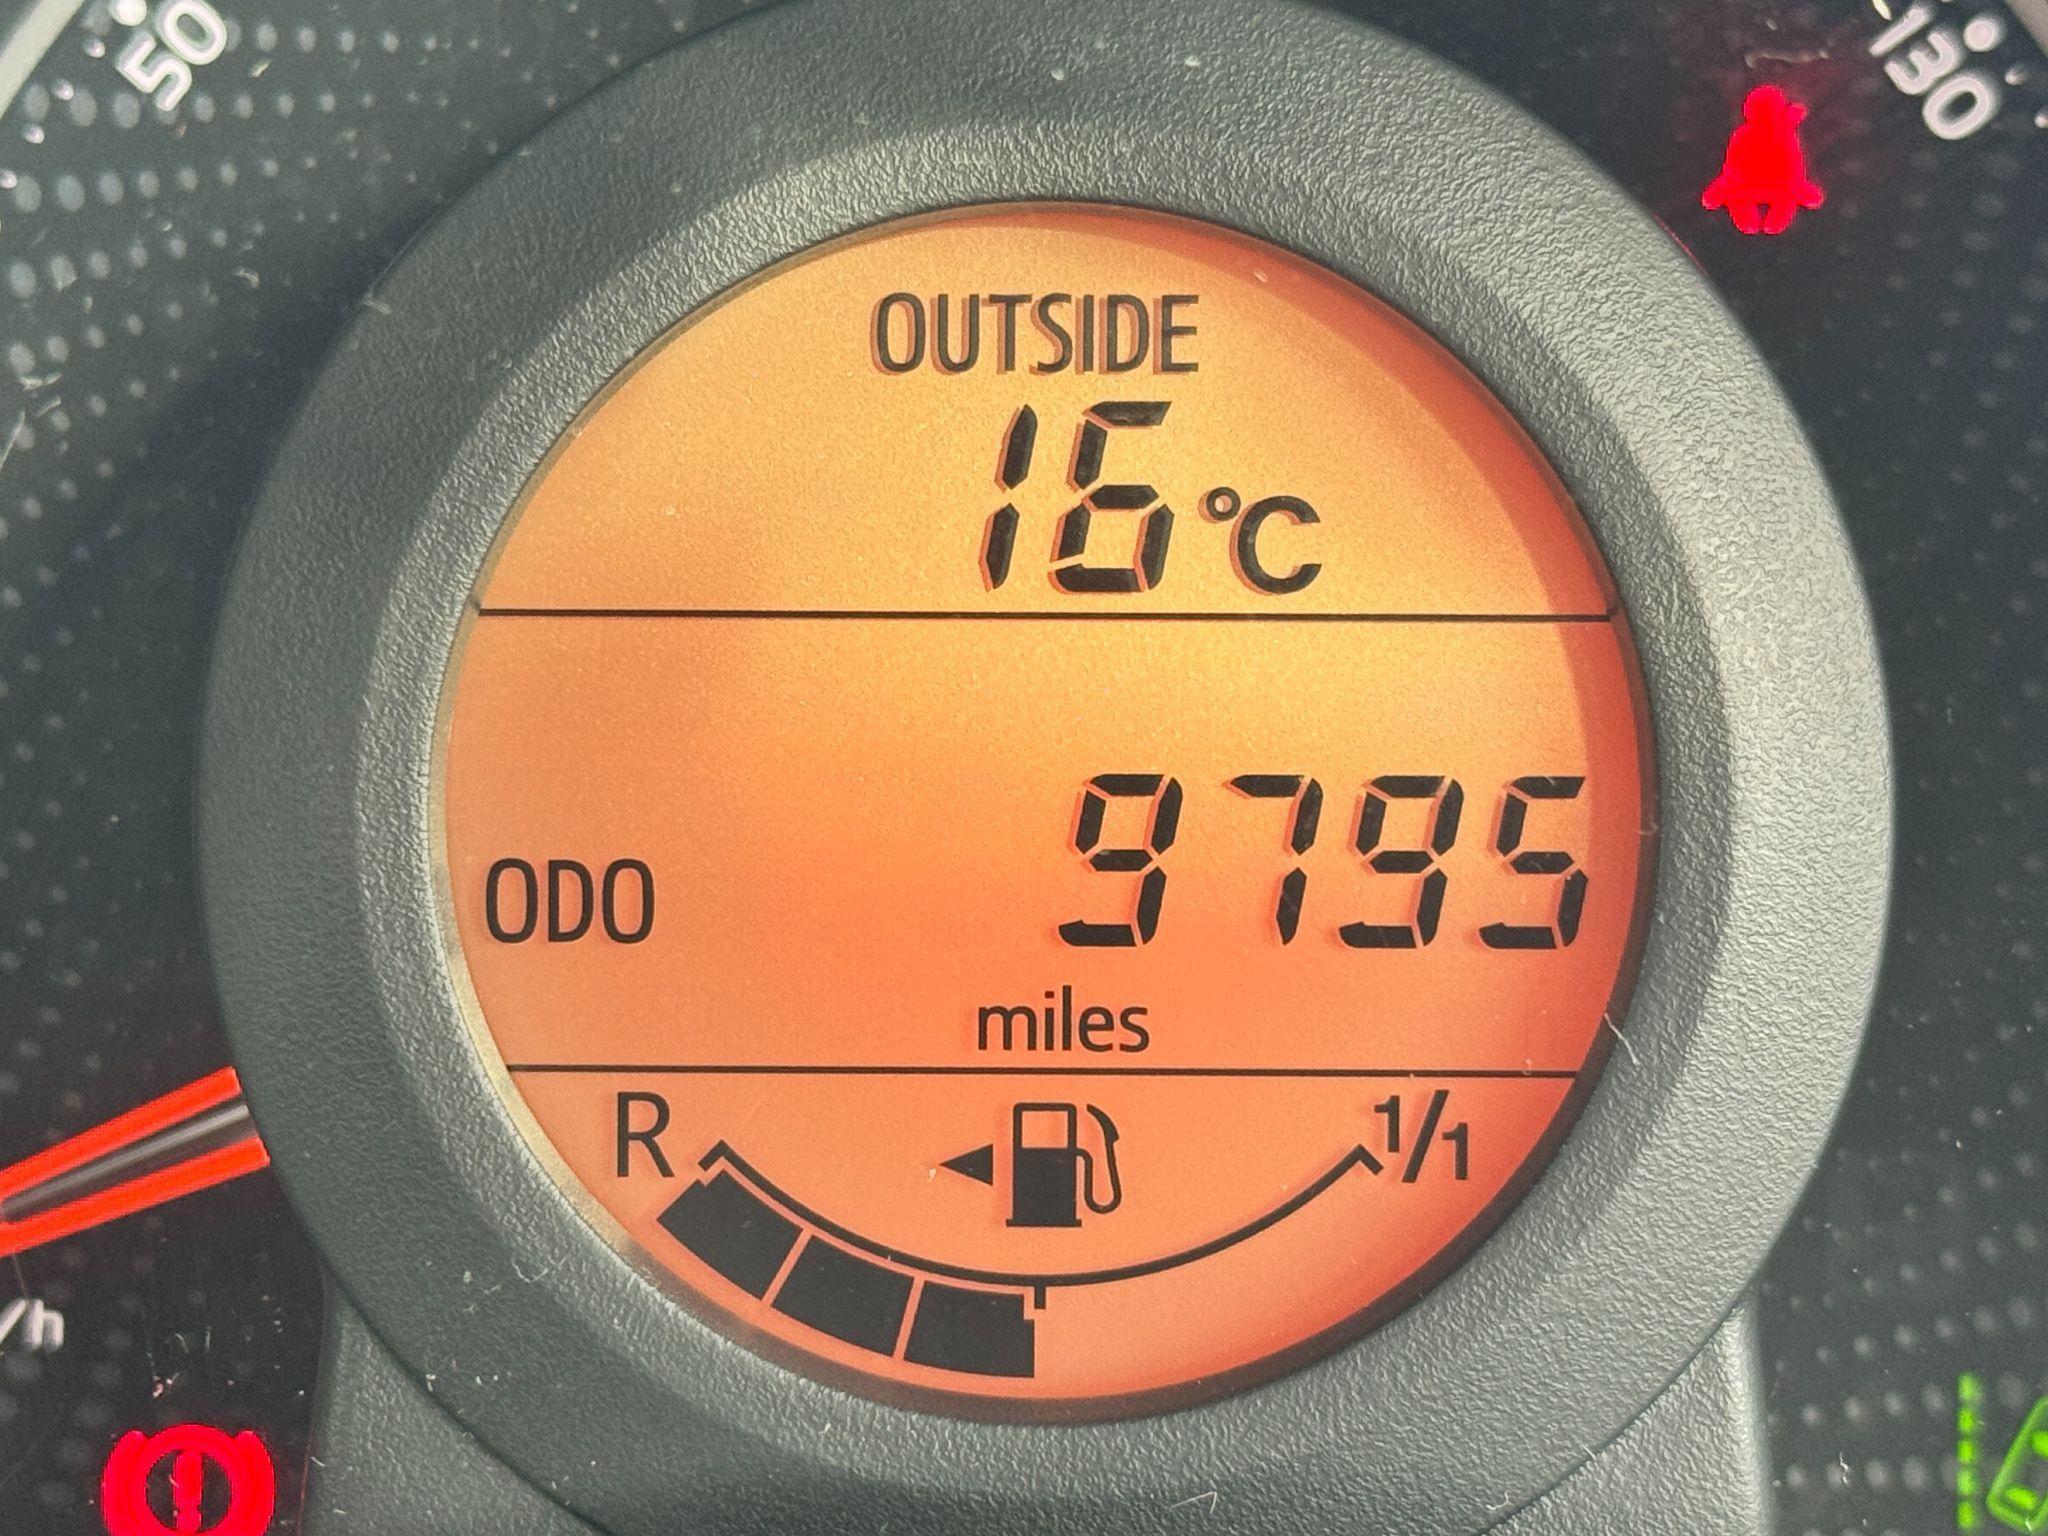 50
130
OUTSIDE
16°C
ODO 9795
miles
R 1/1
/h